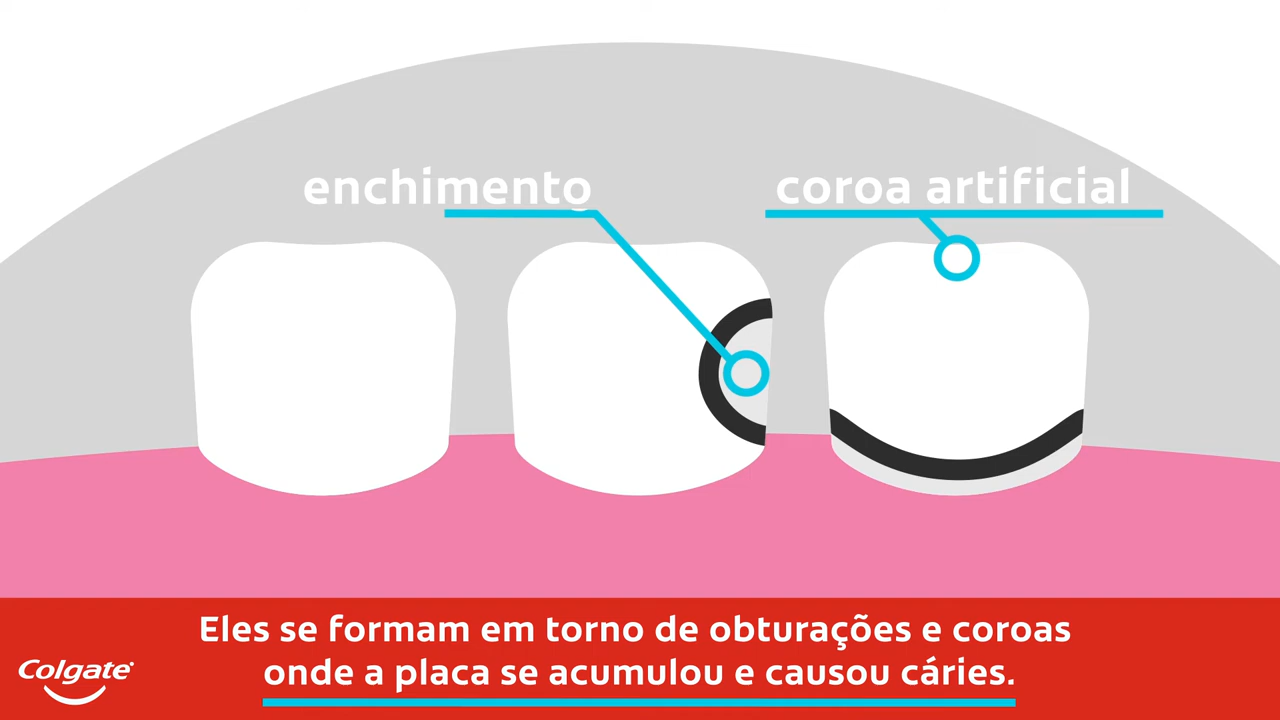 enchimento
coroa artificial
Eles se formam em torno de obturações e coroas
onde a placa se acumulou e causou cáries.
Colgate